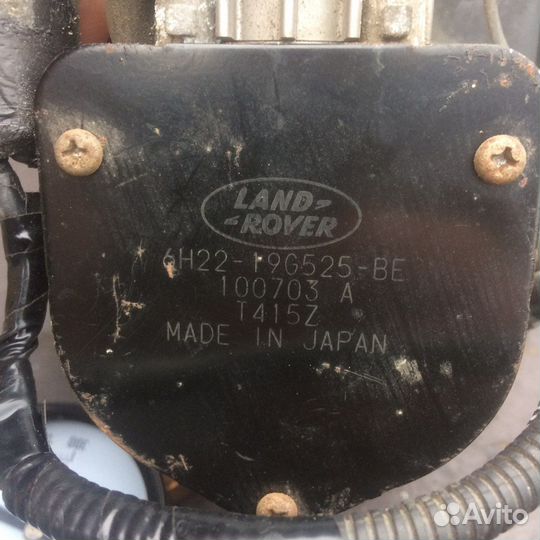 LAND-
-ROVER
6H22-19G525-BE
100703 A
T415Z
MADE IN JAPAN
Avito